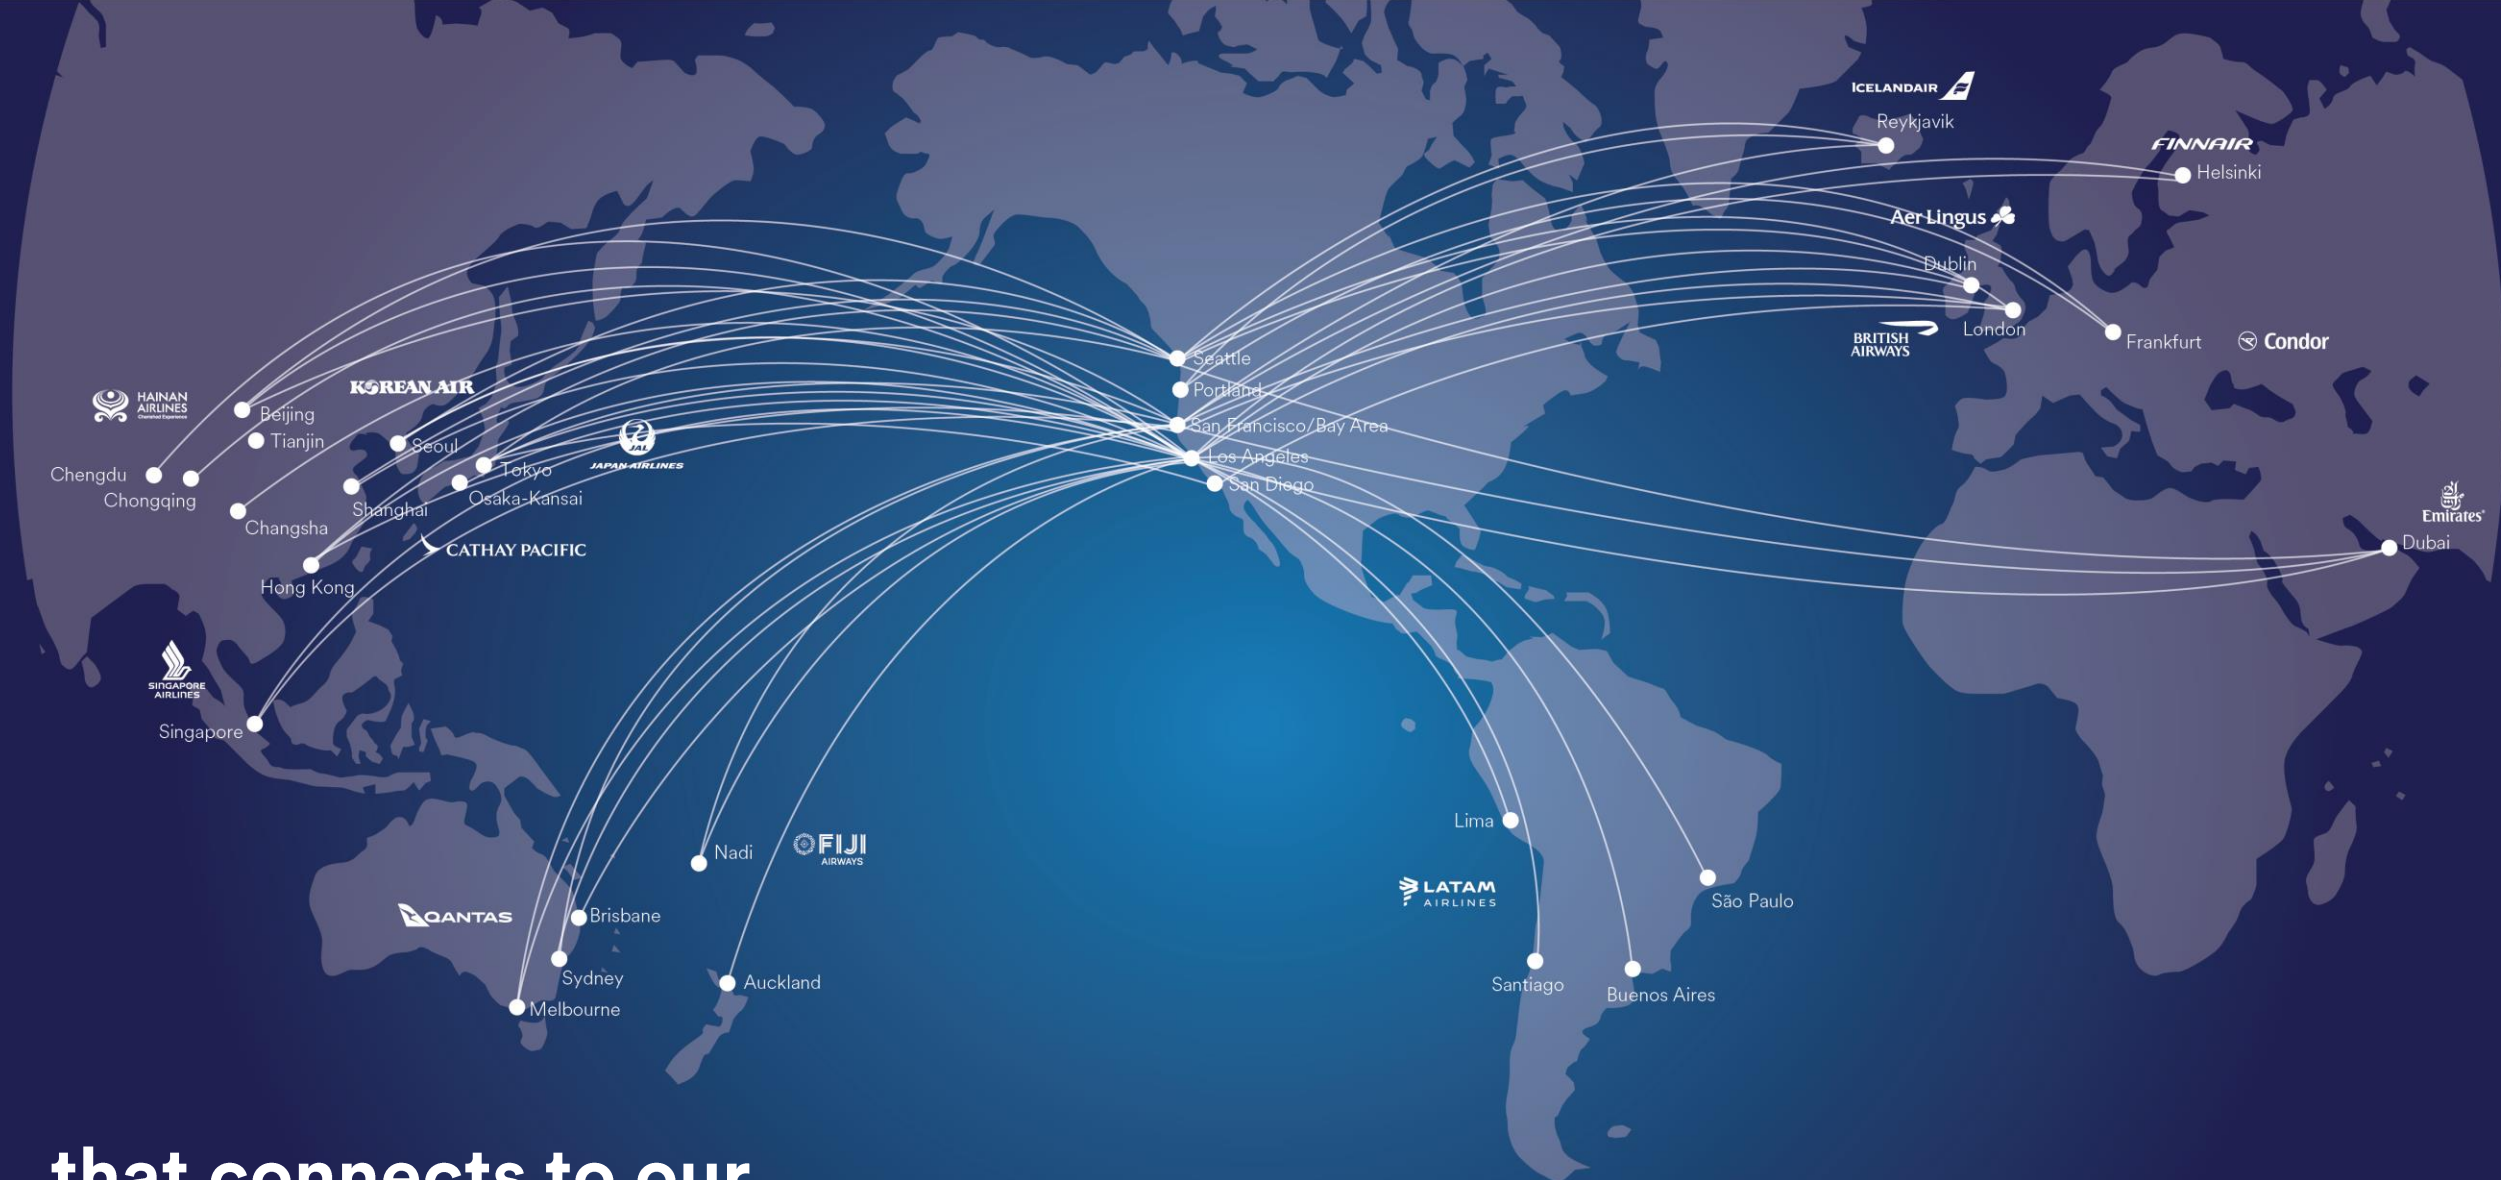 ICELANDAIR
Reykjavik
FINNAIR
Helsinki
Aer Lingus
Dublin
London
BRITISH
AIRWAYS
Frankfurt
Condor
Seattle
Portland
San Francisco/Bay Area
Los Angeles
San Diego
KOREAN AIR
HAINAN
AIRLINES
Cherished Experience
Beijing
Tianjin
Seoul
JAL
JAPAN AIRLINES
Chengdu
Tokyo
Chongqing
Osaka-Kansai
Shanghai
Changsha
CATHAY PACIFIC
Hong Kong
Emirates
Dubai
SINGAPORE
AIRLINES
Singapore
Nadi
FIJI
AIRWAYS
Lima
LATAM
AIRLINES
São Paulo
QANTAS
Brisbane
Sydney
Auckland
Melbourne
Santiago
Buenos Aires
that connects to our